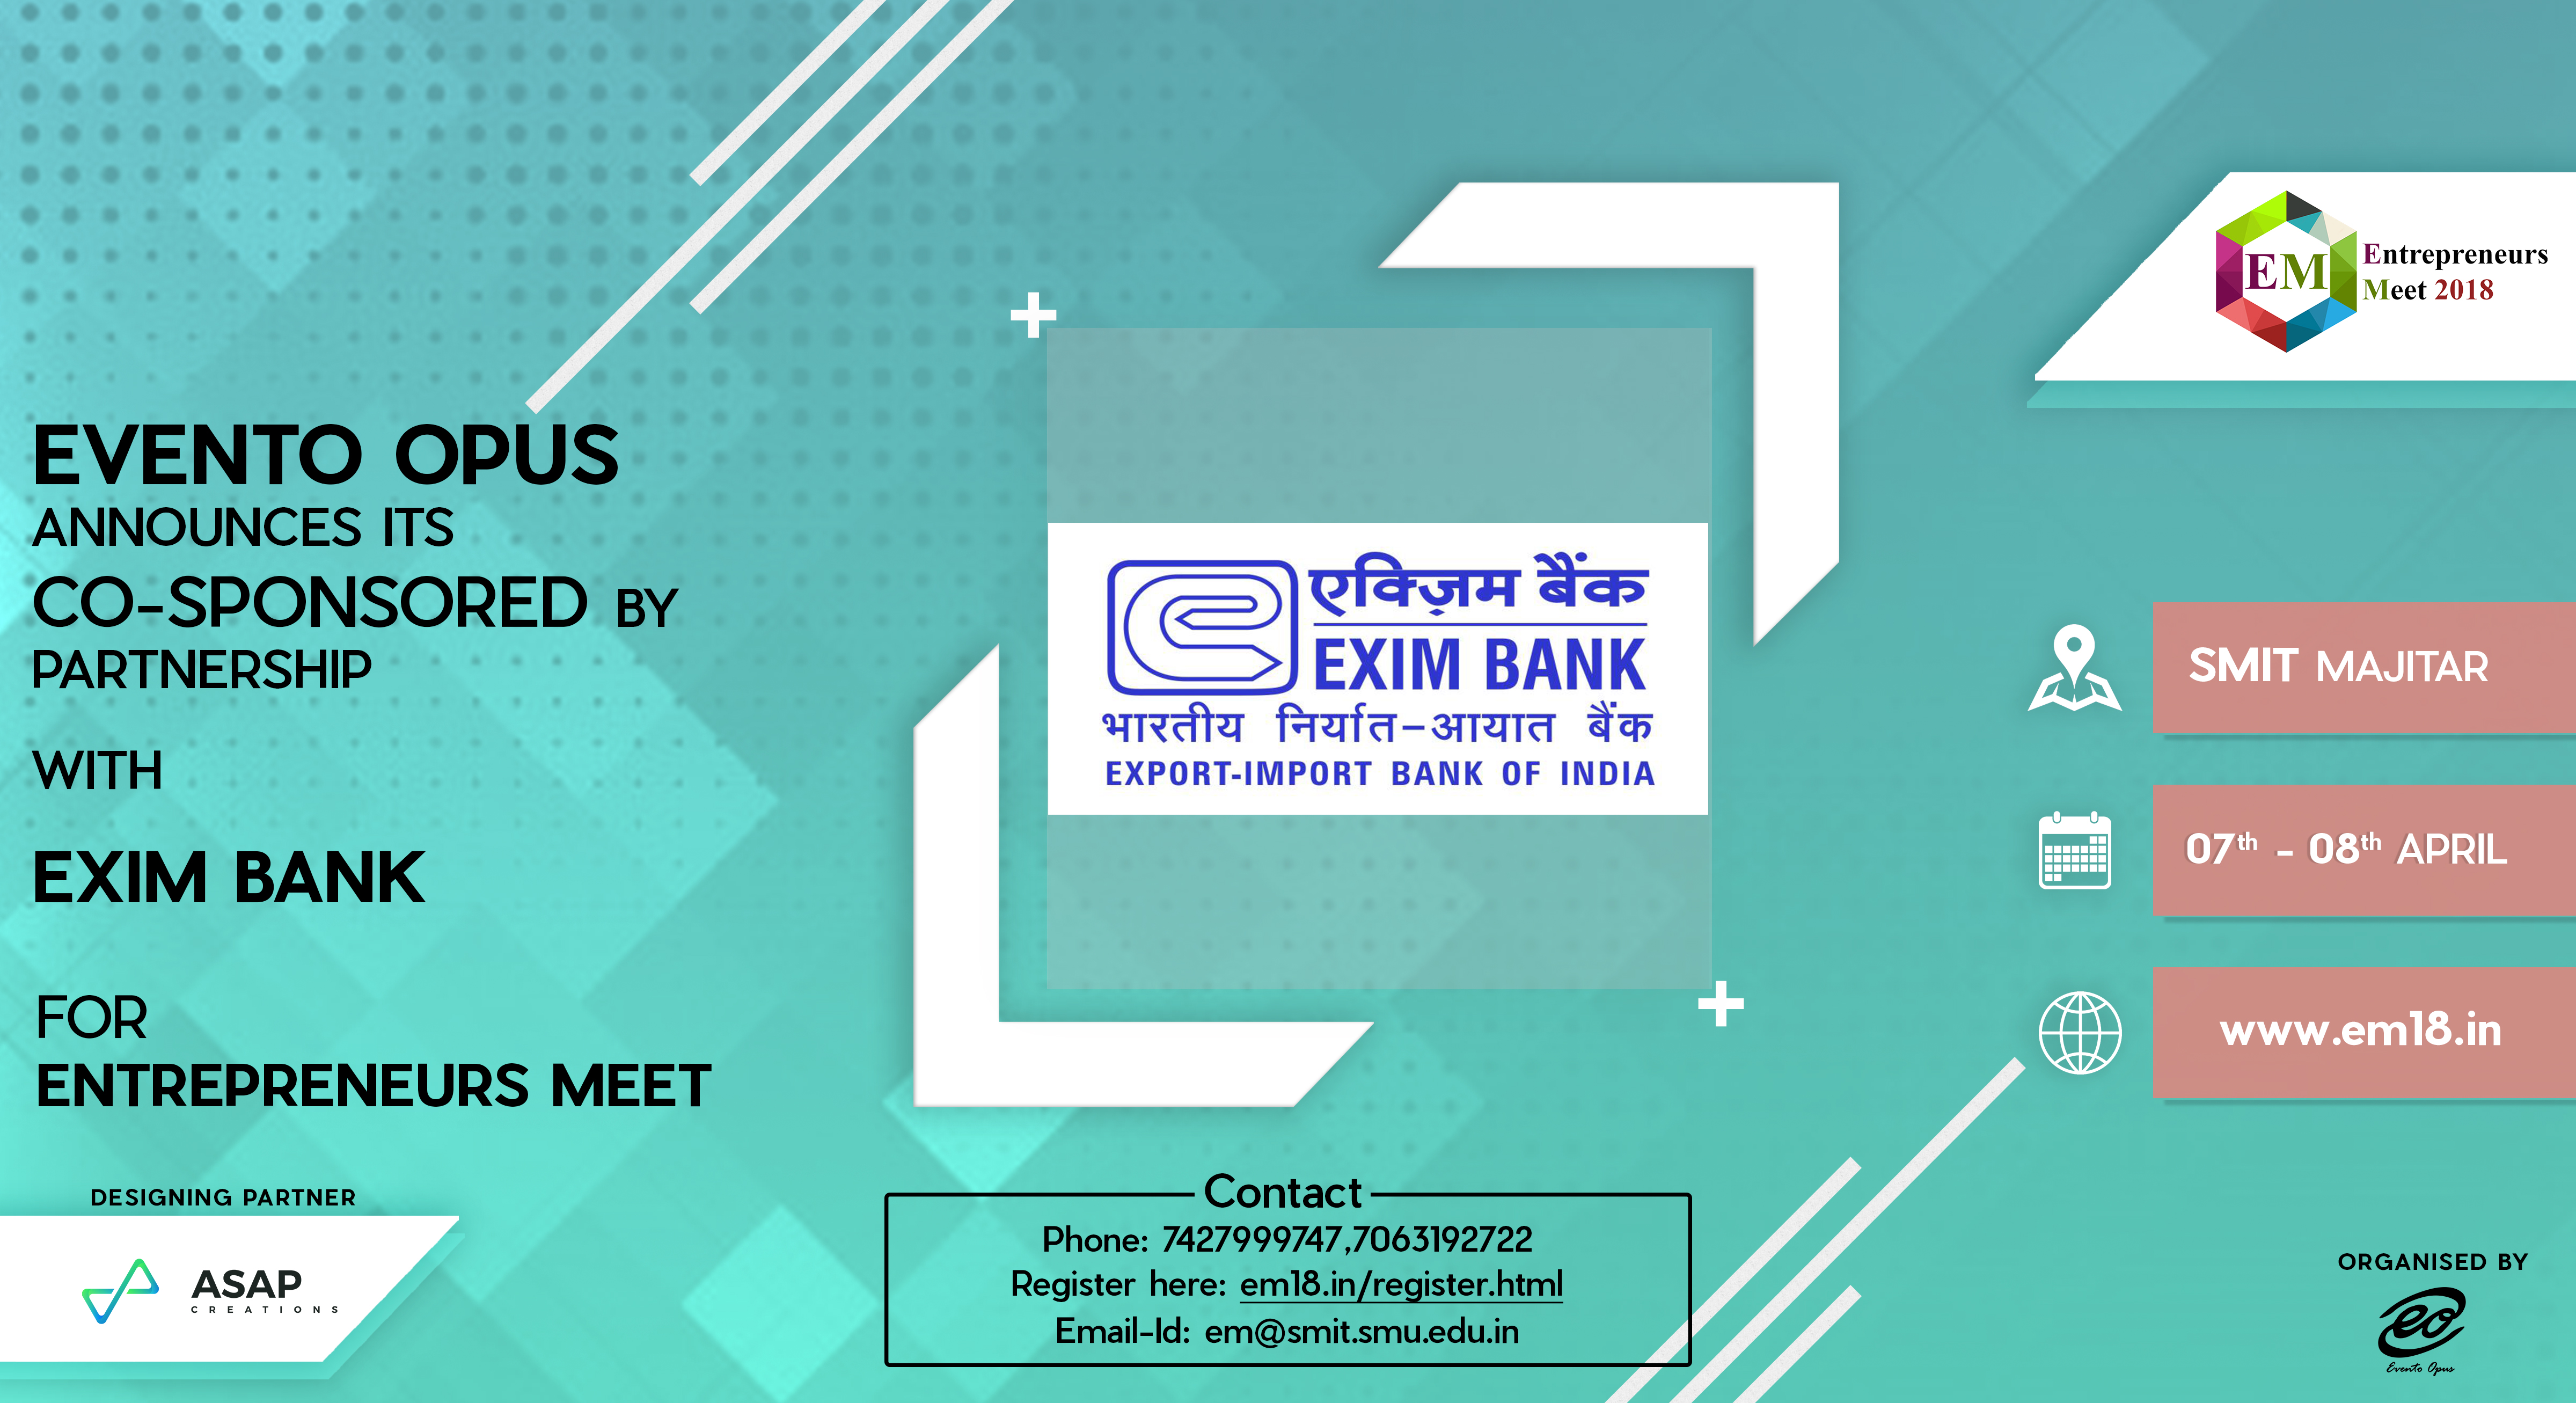 EVENTO OPUS
ANNOUNCES ITS
CO-SPONSORED BY
PARTNERSHIP
WITH
EXIM BANK
FOR
ENTREPRENEURS MEET
DESIGNING PARTNER
ASAP
CREATIONS
एक्ज़िम बैंक
EXIM BANK
भारतीय निर्यात-आयात बैंक
EXPORT-IMPORT BANK OF INDIA
Contact
Phone: 7427999747,7063192722
Register here: em18.in/register.html
Email-Id: em@smit.smu.edu.in
EM
Entrepreneurs
Meet 2018
SMIT MAJITAR
07th - 08th APRIL
www.em18.in
ORGANISED BY
eo
Evento Opus